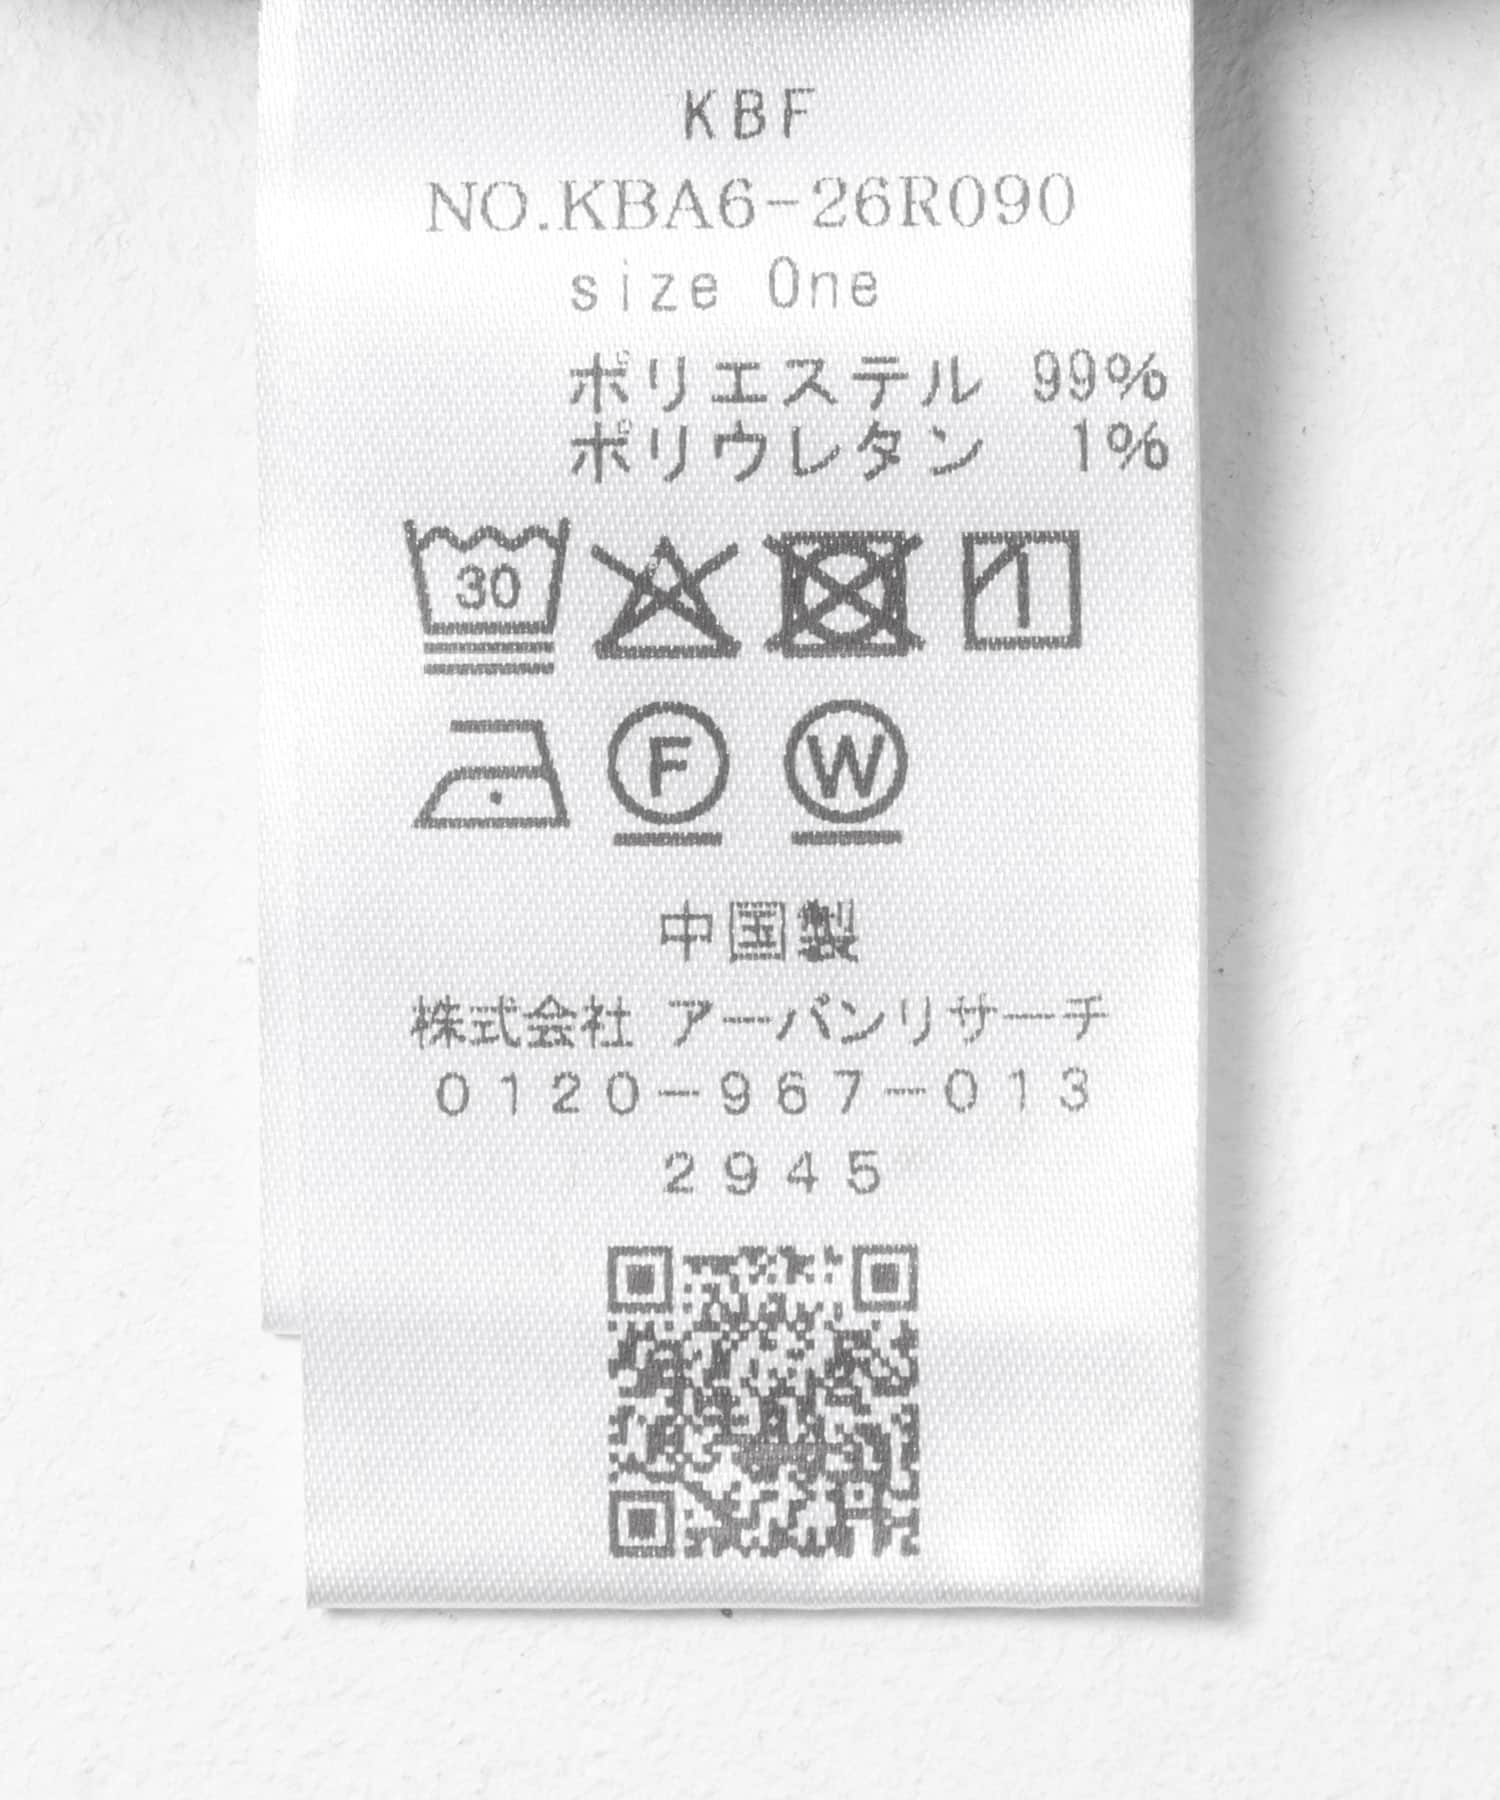 KBF
NO.KBA6-26R090
size One
ポリエステル 99%
ポリウレタン 1%
30
F W
中国製
株式会社 アーバンリサーチ
0120-967-013
2945